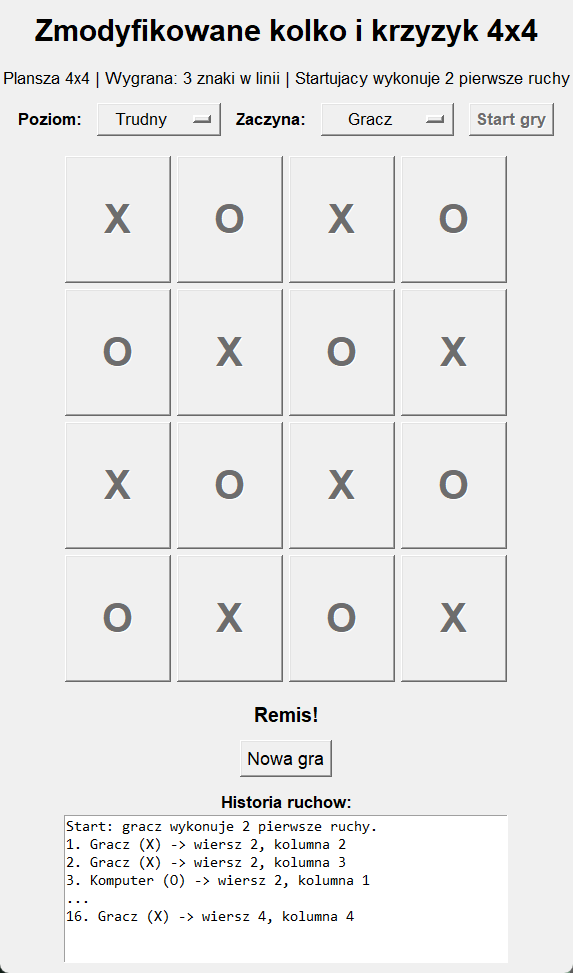 Zmodyfikowane kolko i krzyzyk 4x4
Plansza 4x4 | Wygrana: 3 znaki w linii | Startujacy wykonuje 2 pierwsze ruchy
Poziom: Trudny Zaczyna: Gracz Start gry
X O X O
O X O X
X O X O
O X O X
Remis!
Nowa gra
Historia ruchow:
Start: gracz wykonuje 2 pierwsze ruchy.
1. Gracz (X) -> wiersz 2, kolumna 2
2. Gracz (X) -> wiersz 2, kolumna 3
3. Komputer (O) -> wiersz 2, kolumna 1
...
16. Gracz (X) -> wiersz 4, kolumna 4